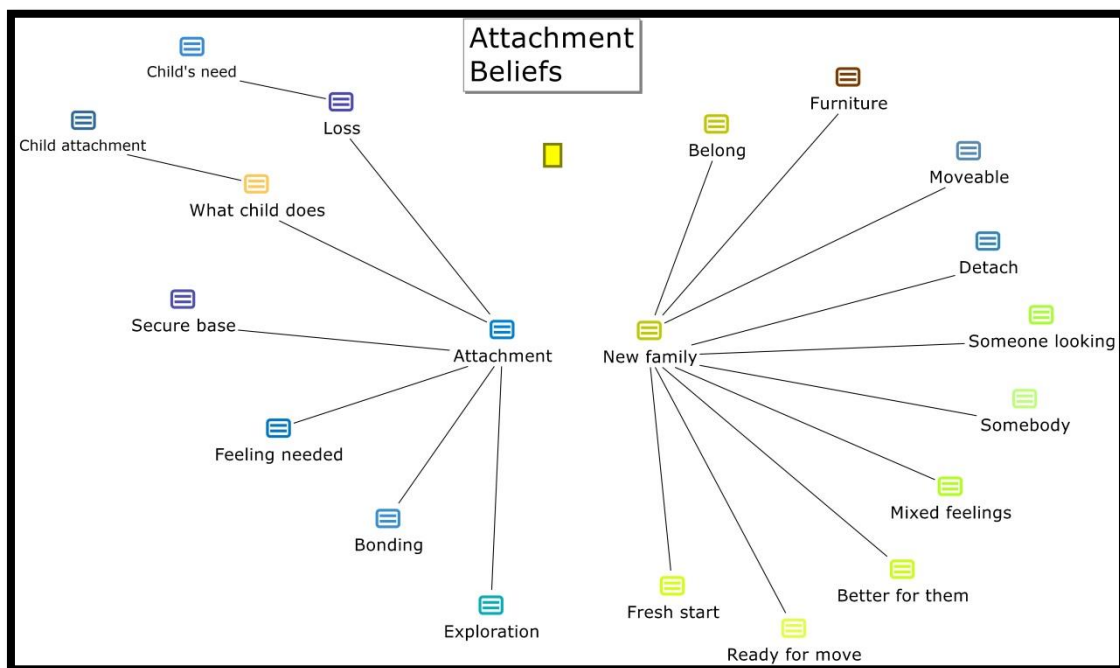 Attachment
Beliefs
Child's need
Loss
Child attachment
What child does
Secure base
Attachment
Feeling needed
Bonding
Exploration
Furniture
Belong
Moveable
Detach
Someone looking
New family
Somebody
Mixed feelings
Better for them
Fresh start
Ready for move